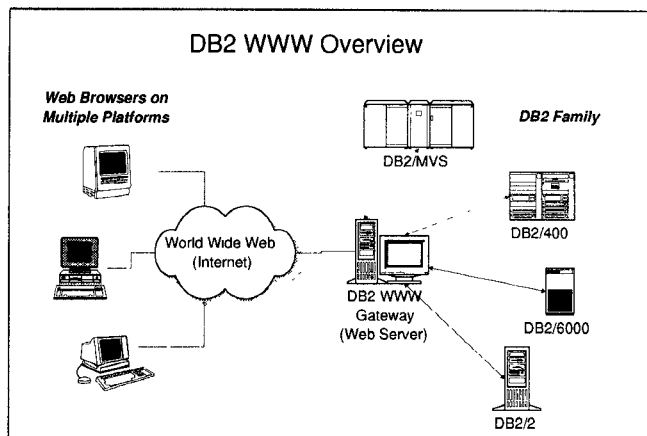 DB2 WWW Overview
Web Browsers on
Multiple Platforms
DB2 Family
DB2/MVS
DB2/400
World Wide Web
(Internet)
DB2 WWW
Gateway
(Web Server)
DB2/6000
DB2/2